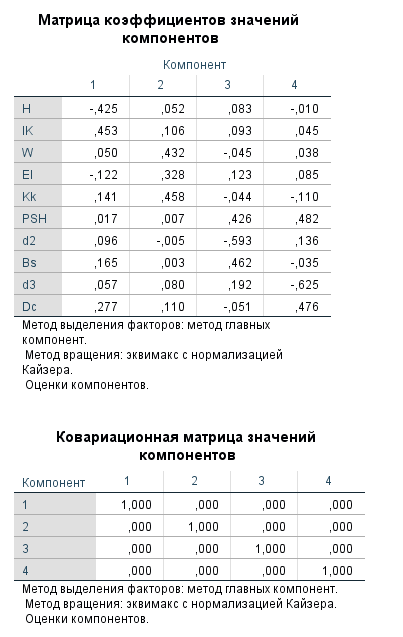 Матрица коэффициентов значений
компонентов
Компонент
1 2 3 4
H -,425 ,052 ,083 -,010
IK ,453 ,106 ,093 ,045
W ,050 ,432 -,045 ,038
EI -,122 ,328 ,123 ,085
Kk ,141 ,458 -,044 -,110
PSH ,017 ,007 ,426 ,482
d2 ,096 -,005 -,593 ,136
Bs ,165 ,003 ,462 -,035
d3 ,057 ,080 ,192 -,625
Dc ,277 ,110 -,051 ,476
Метод выделения факторов: метод главных
компонент.
Метод вращения: эквимакс с нормализацией
Кайзера.
Оценки компонентов.
Ковариационная матрица значений
компонентов
Компонент 1 2 3 4
1 1,000 ,000 ,000 ,000
2 ,000 1,000 ,000 ,000
3 ,000 ,000 1,000 ,000
4 ,000 ,000 ,000 1,000
Метод выделения факторов: метод главных компонент.
Метод вращения: эквимакс с нормализацией Кайзера.
Оценки компонентов.